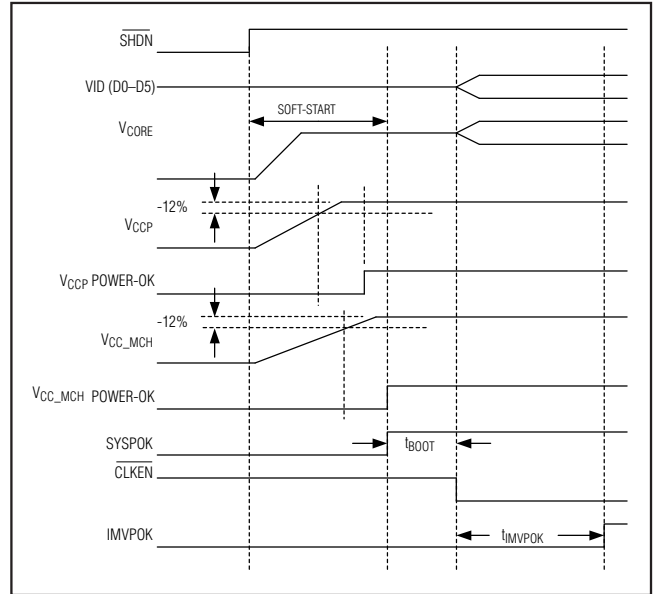 SHDN
VID (D0–D5)
SOFT-START
VCORE
-12%
VCCP
VCCP POWER-OK
-12%
VCC_MCH
VCC_MCH POWER-OK
SYSPOK
tBOOT
CLKEN
IMVPOK
tIMVPOK